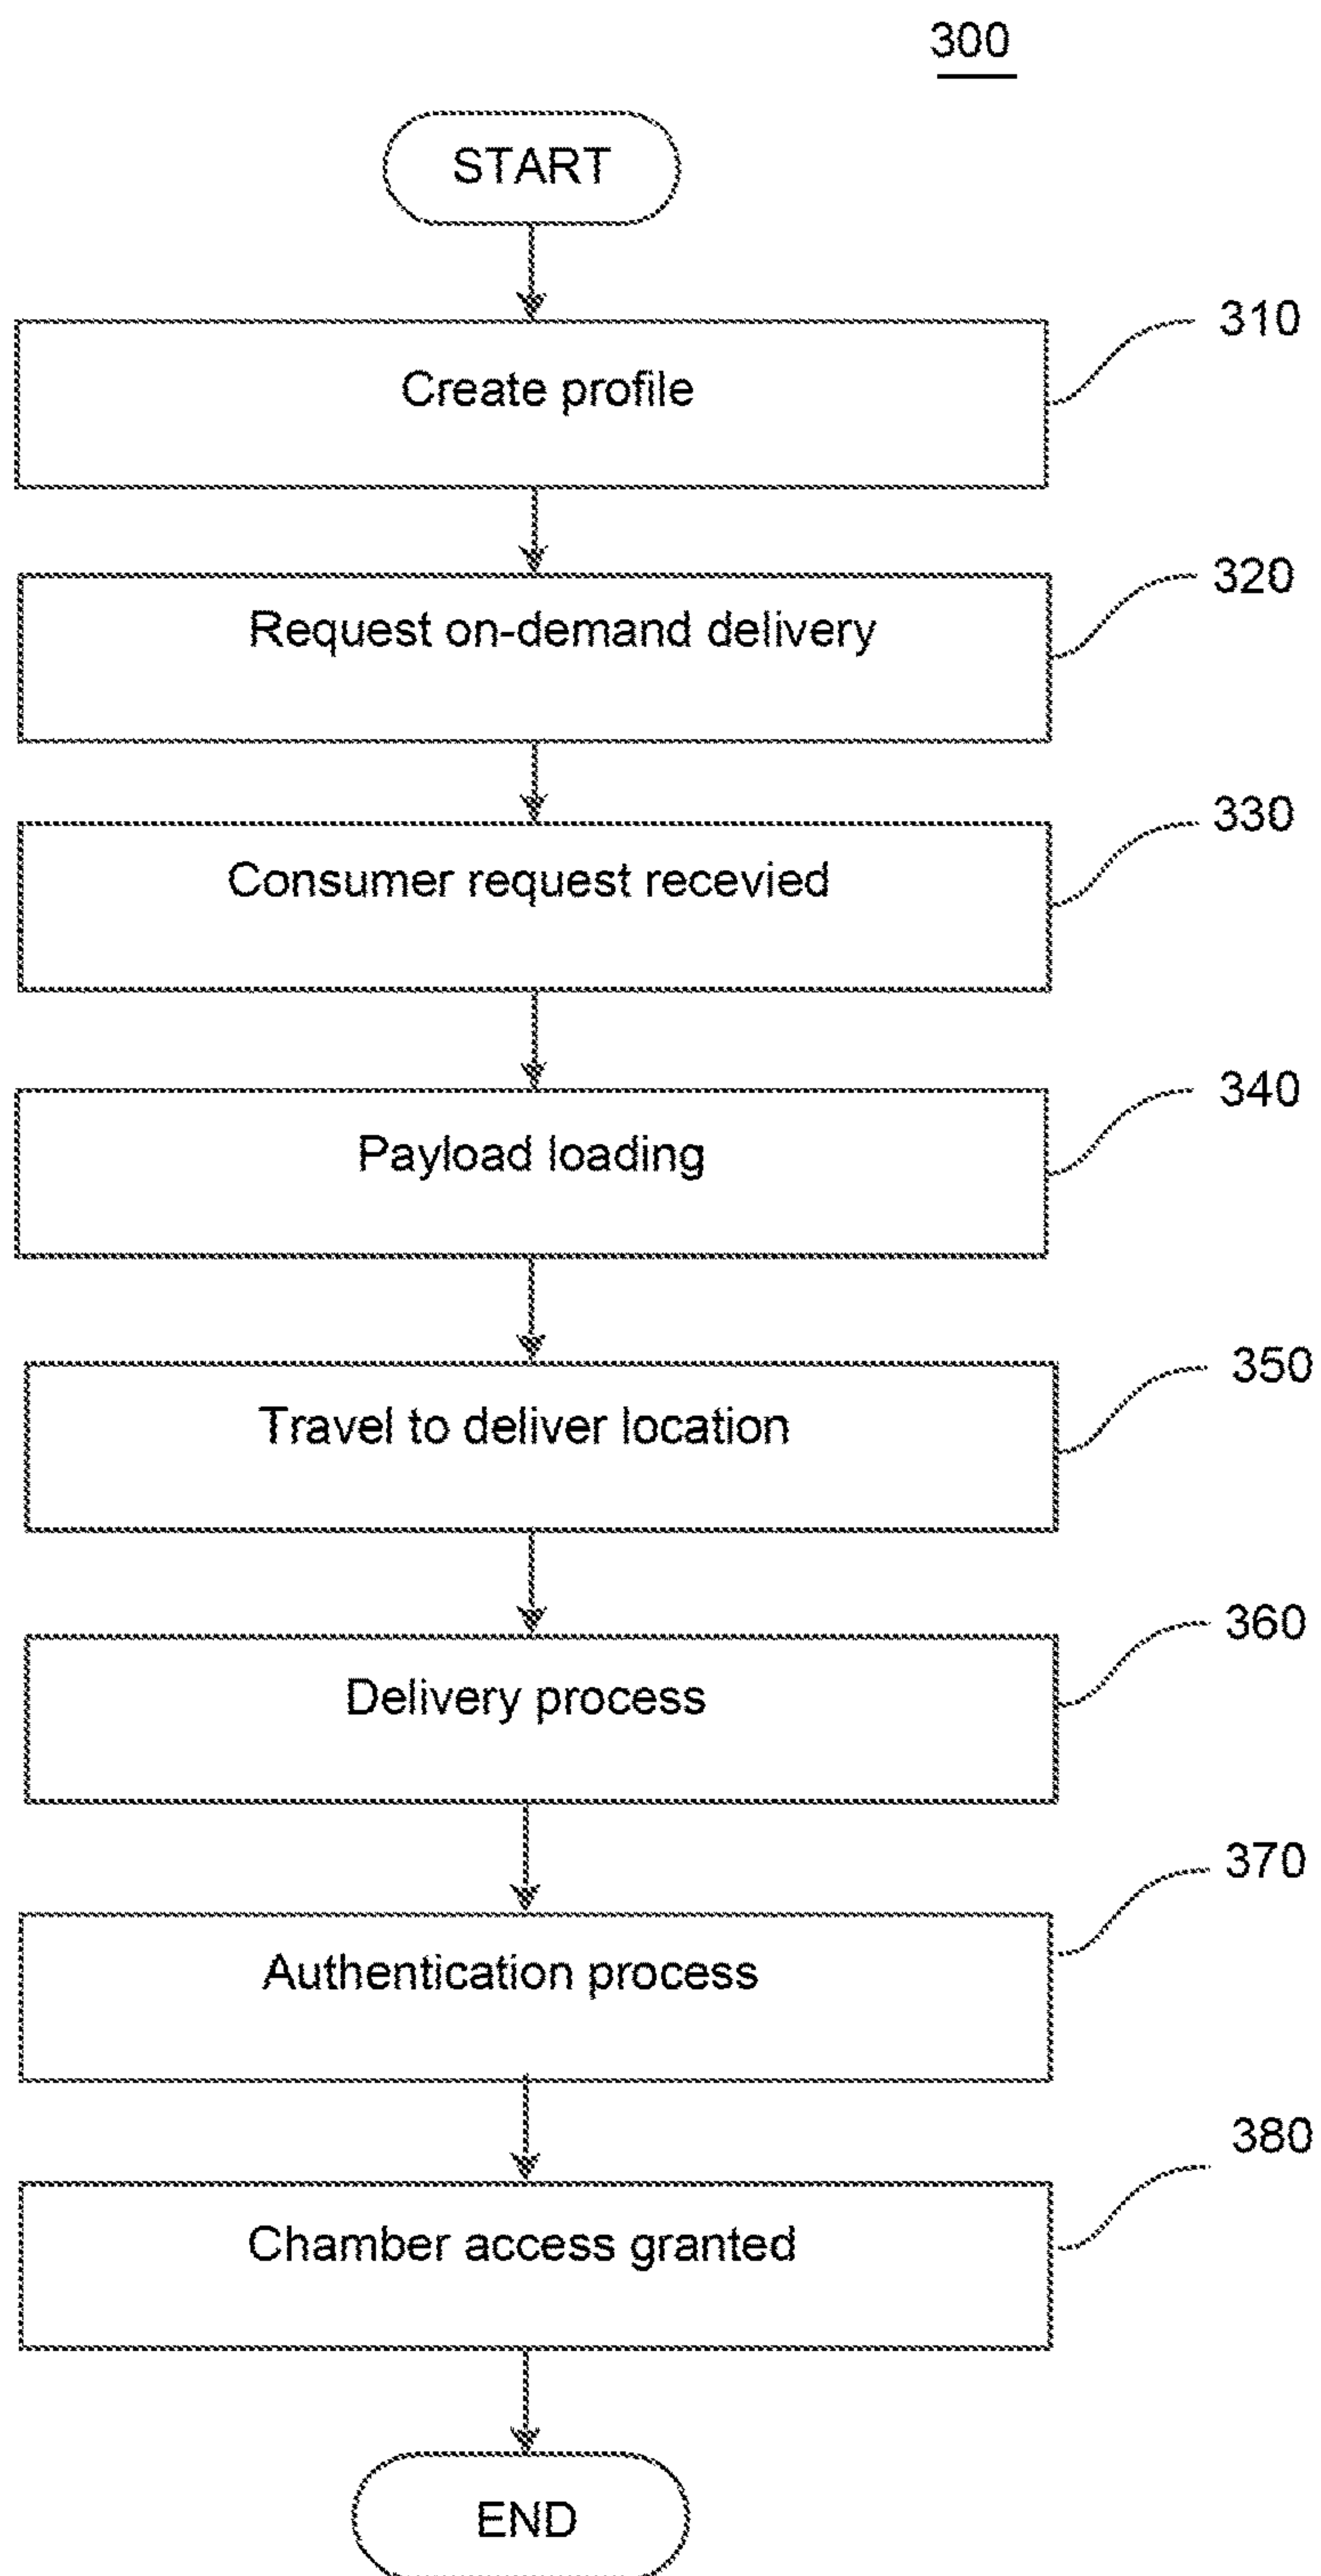 300
START
310
Create profile
320
Request on-demand delivery
330
Consumer request recevied
340
Payload loading
350
Travel to deliver location
360
Delivery process
370
Authentication process
380
Chamber access granted
END